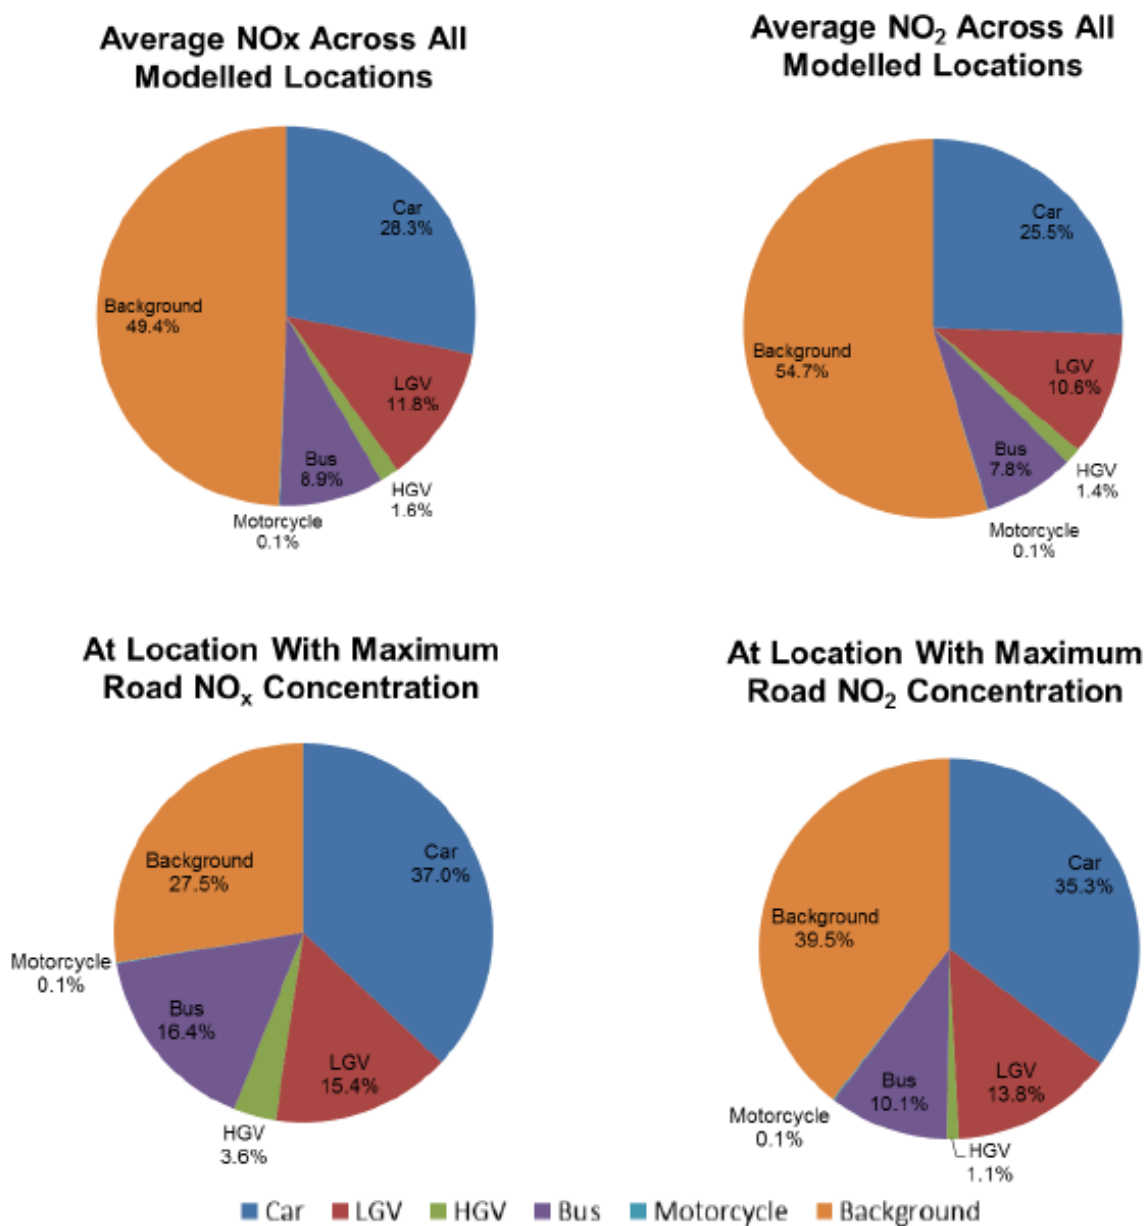 Average NOx Across All
Modelled Locations
Car
28.3%
Background
49.4%
LGV
11.8%
Bus
8.9%
HGV
1.6%
Motorcycle
0.1%
Average NO₂ Across All
Modelled Locations
Car
25.5%
Background
54.7%
LGV
10.6%
Bus
7.8%
HGV
1.4%
Motorcycle
0.1%
At Location With Maximum
Road NOₓ Concentration
Car
37.0%
Background
27.5%
Motorcycle
0.1%
Bus
16.4%
LGV
15.4%
HGV
3.6%
At Location With Maximum
Road NO₂ Concentration
Car
35.3%
Background
39.5%
LGV
13.8%
Bus
10.1%
Motorcycle
0.1%
HGV
1.1%
Car LGV HGV Bus Motorcycle Background